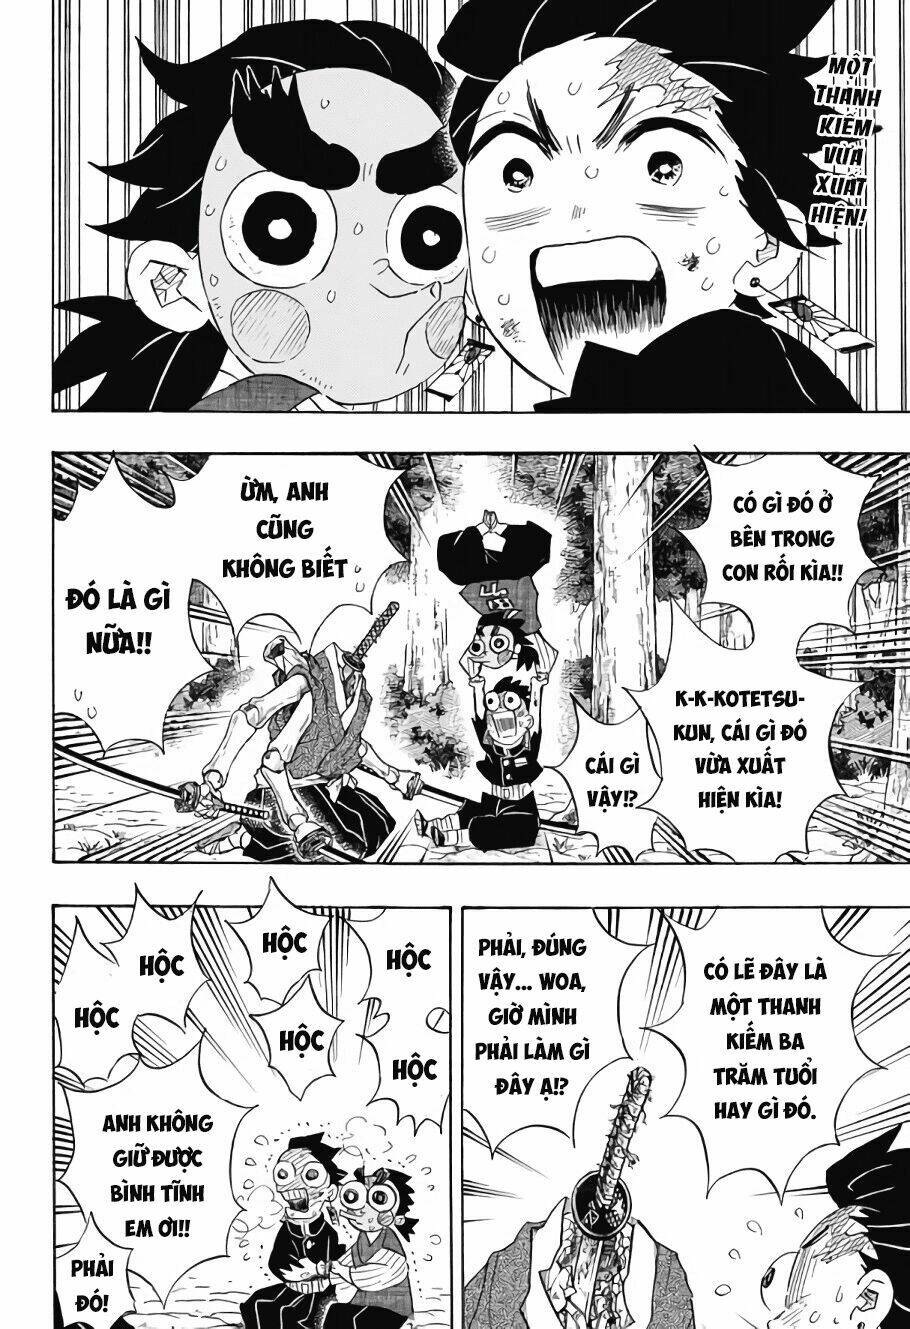 MỘT
THANH
KIẾM
VỪA
XUẤT
HIỆN!
CÓ GÌ ĐÓ Ở
BÊN TRONG
CON RỐI KÌA!!
K-K-KOTETSU-
KUN, CÁI GÌ ĐÓ
VỪA XUẤT
HIỆN KÌA!
CÁI GÌ
VẬY!?
ỪM, ANH
CŨNG
KHÔNG BIẾT
ĐÓ LÀ GÌ
NỮA!!
CÓ LẼ ĐÂY LÀ
MỘT THANH
KIẾM BA
TRĂM TUỔI
HAY GÌ ĐÓ.
PHẢI, ĐÚNG
VẬY... WOA,
GIỜ MÌNH
PHẢI LÀM GÌ
ĐÂY Ạ!?
HỘC
HỘC
HỘC
HỘC
HỘC
HỘC
ANH KHÔNG
GIỮ ĐƯỢC
BÌNH TĨNH
EM ƠI!!
PHẢI
ĐÓ!